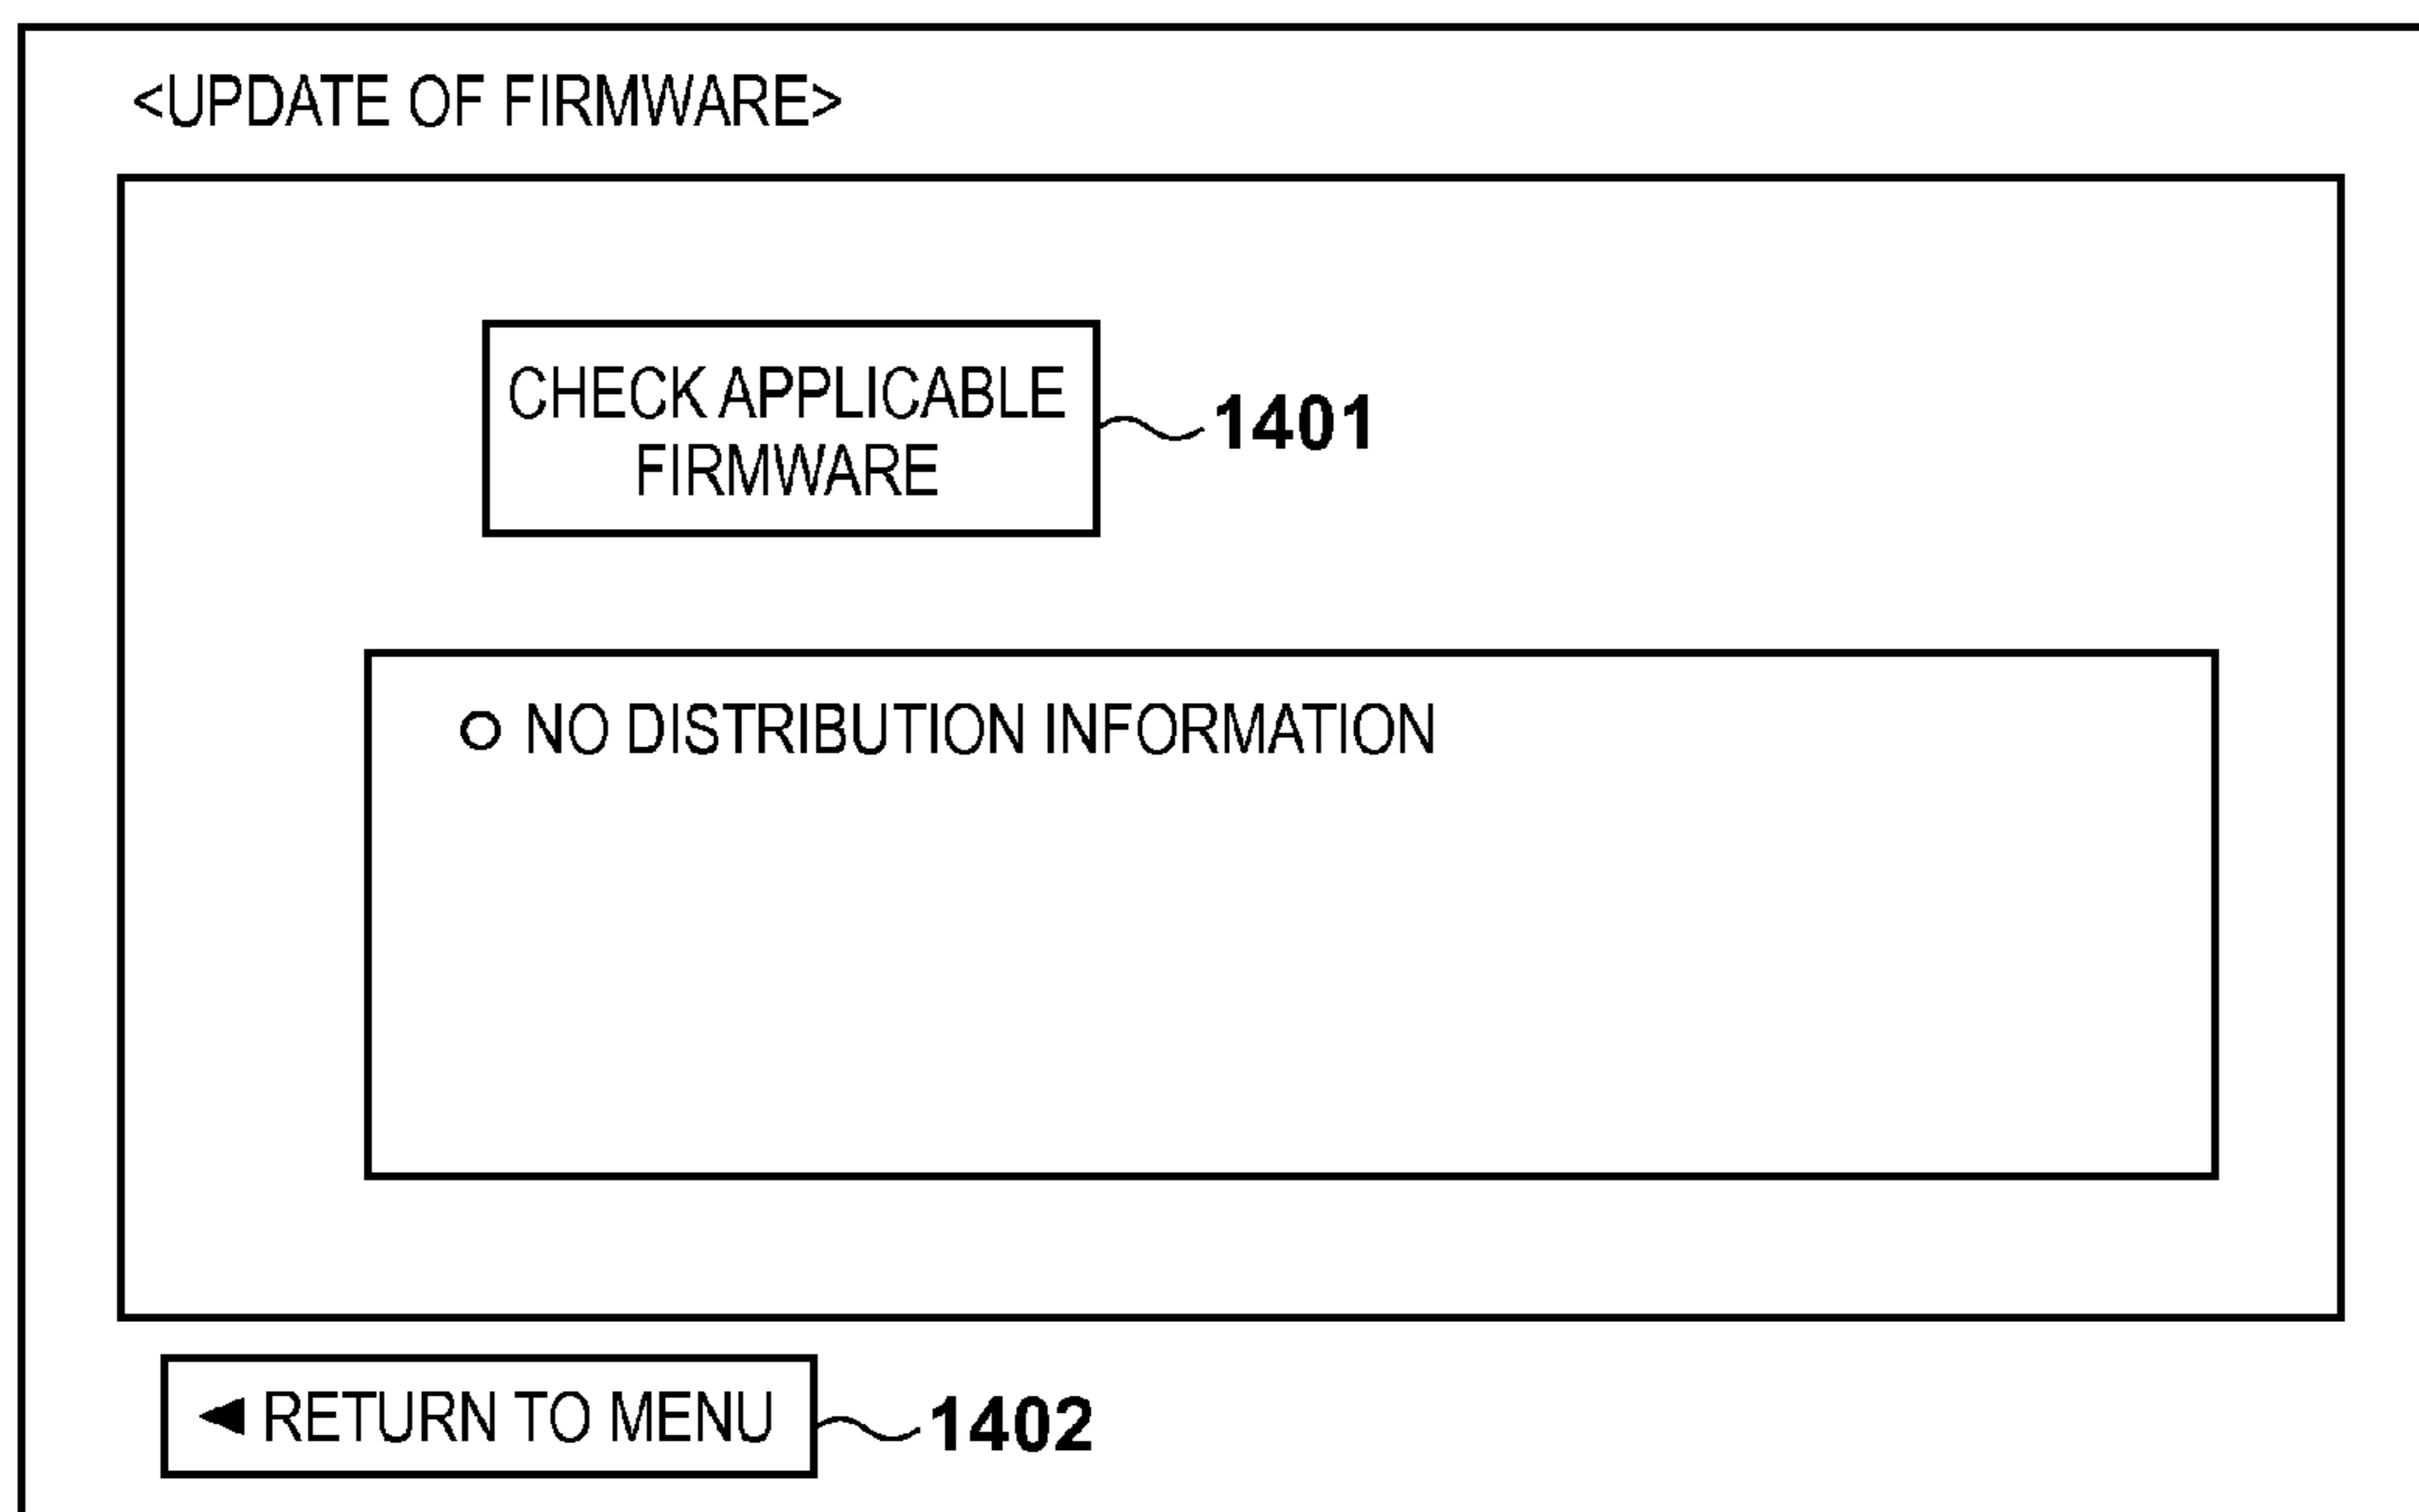 <UPDATE OF FIRMWARE>
CHECK APPLICABLE
FIRMWARE
1401
○ NO DISTRIBUTION INFORMATION
◀ RETURN TO MENU
1402